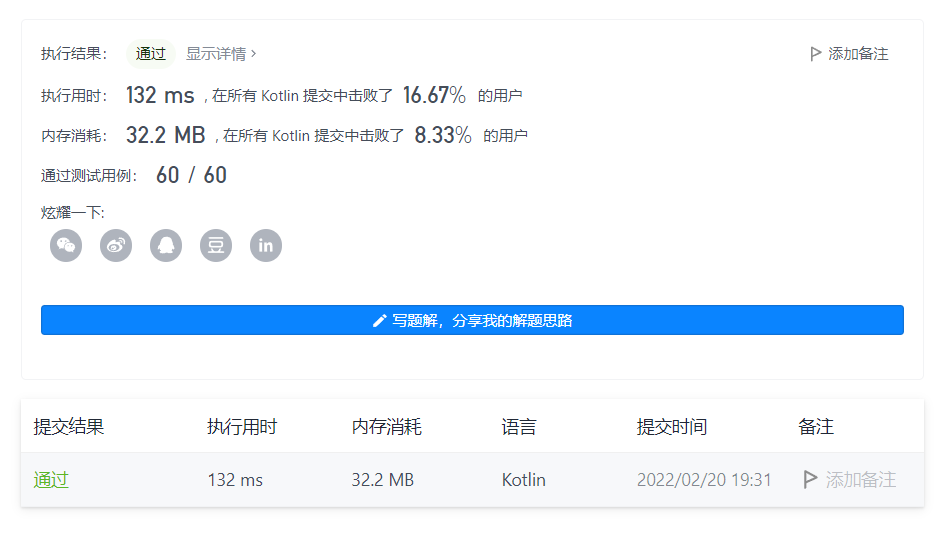 执行结果： 通过 显示详情 › 添加备注
执行用时： 132 ms , 在所有 Kotlin 提交中击败了 16.67% 的用户
内存消耗： 32.2 MB , 在所有 Kotlin 提交中击败了 8.33% 的用户
通过测试用例： 60 / 60
炫耀一下:
豆 in
写题解，分享我的解题思路
提交结果 执行用时 内存消耗 语言 提交时间 备注
通过 132 ms 32.2 MB Kotlin 2022/02/20 19:31 添加备注